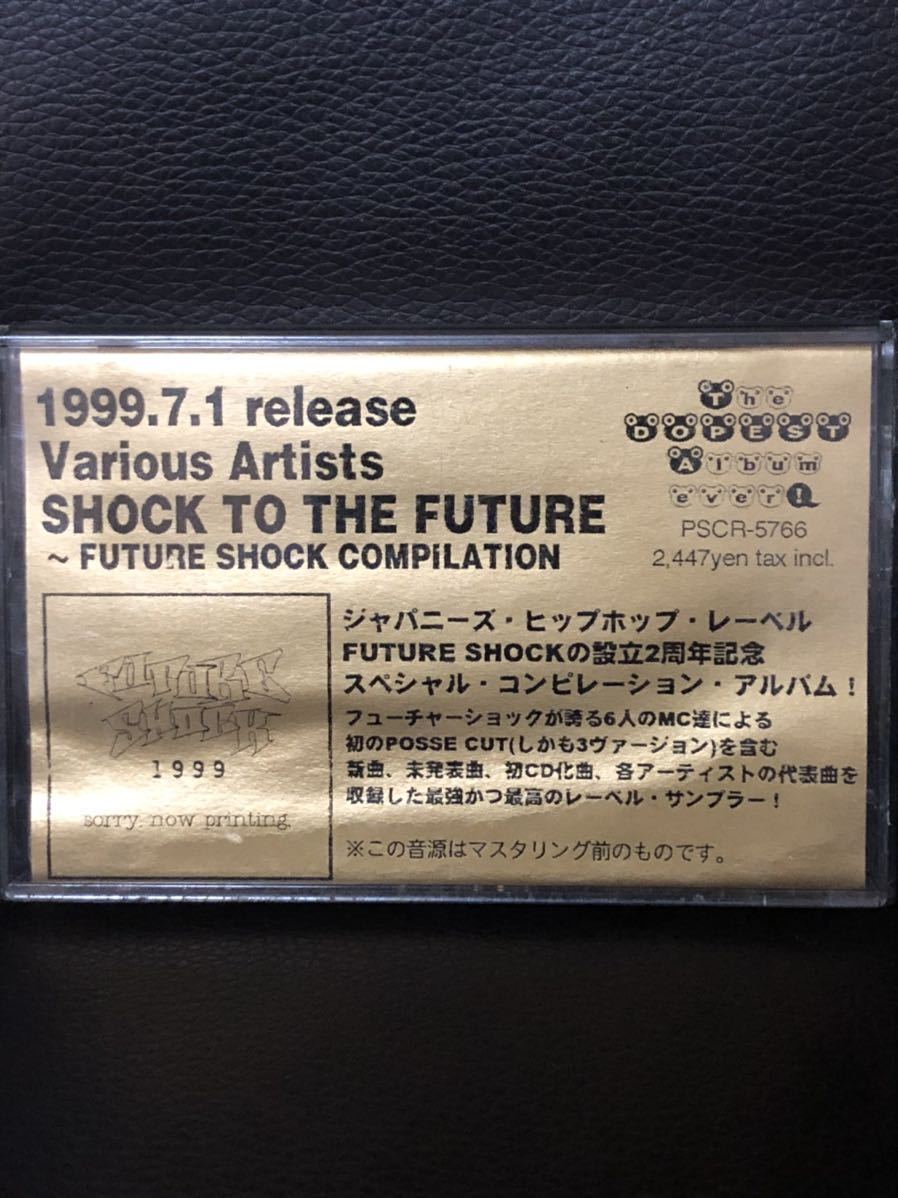 1999.7.1 release
Various Artists
SHOCK TO THE FUTURE
~ FUTURE SHOCK COMPILATION
The
DOPEST
Album
ever!
PSCR-5766
2,447yen tax incl.
FUTURE
SHOCK
1999
sorry. now printing.
ジャパニーズ・ヒップホップ・レーベル
FUTURE SHOCKの設立2周年記念
スペシャル・コンピレーション・アルバム！
フューチャーショックが誇る6人のMC達による
初のPOSSE CUT(しかも3ヴァージョン)を含む
新曲、未発表曲、初CD化曲、各アーティストの代表曲を
収録した最強かつ最高のレーベル・サンプラー！
※この音源はマスタリング前のものです。